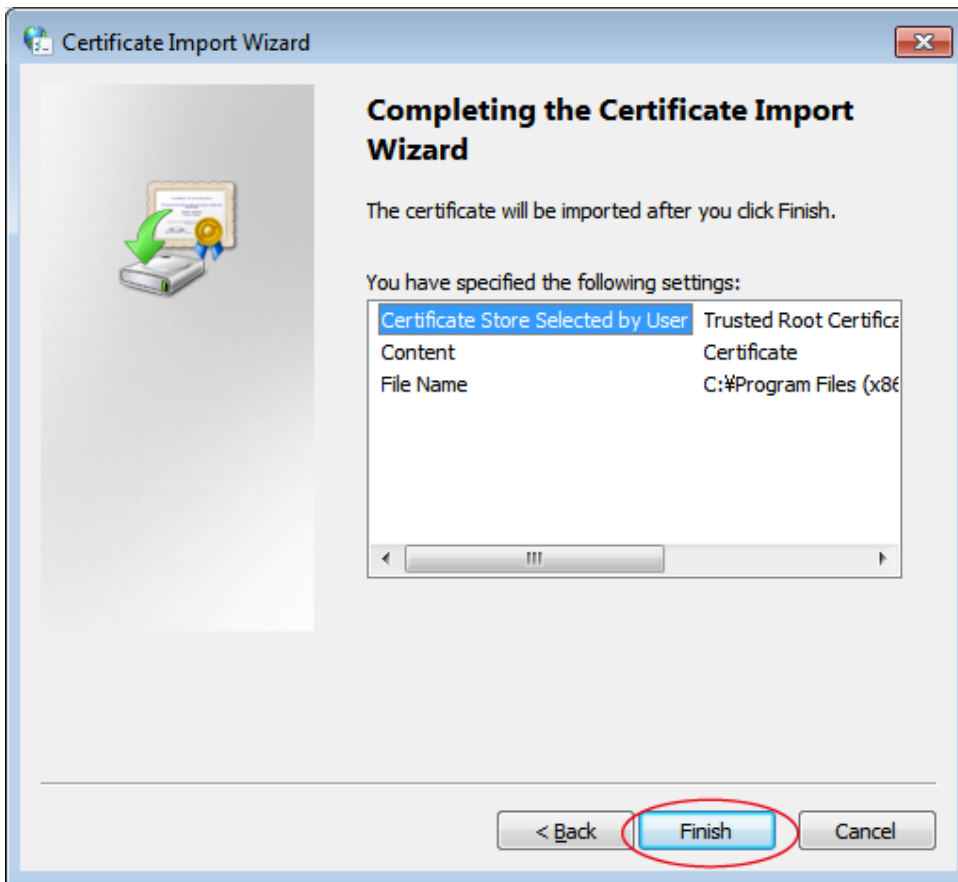 Certificate Import Wizard
Completing the Certificate Import
Wizard
The certificate will be imported after you click Finish.
You have specified the following settings:
Certificate Store Selected by User Trusted Root Certifica
Content Certificate
File Name C:¥Program Files (x86
< Back Finish Cancel